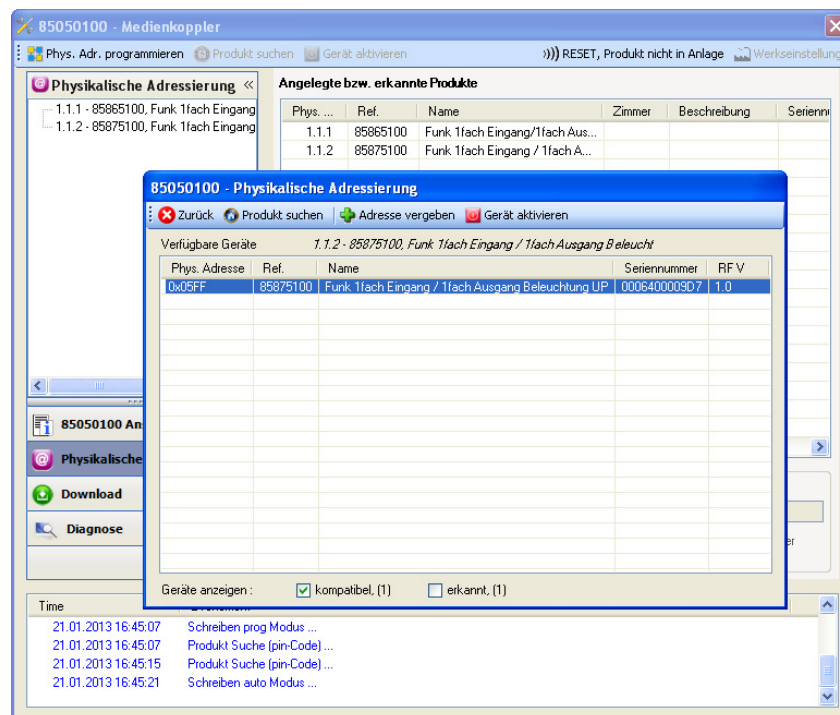 85050100 - Medienkoppler
Phys. Adr. programmieren Produkt suchen Gerät aktivieren RESET, Produkt nicht in Anlage Werkseinstellung
Physikalische Adressierung
1.1.1 - 85865100, Funk 1fach Eingang
1.1.2 - 85875100, Funk 1fach Eingang
Angelegte bzw. erkannte Produkte
Phys. ... Ref. Name Zimmer Beschreibung Serienn
1.1.1 85865100 Funk 1fach Eingang/1fach Aus...
1.1.2 85875100 Funk 1fach Eingang / 1fach A...
85050100 - Physikalische Adressierung
Zurück Produkt suchen Adresse vergeben Gerät aktivieren
Verfügbare Geräte 1.1.2 - 85875100, Funk 1fach Eingang / 1fach Ausgang Beleucht
Phys. Adresse Ref. Name Seriennummer RF V
0x05FF 85875100 Funk 1fach Eingang / 1fach Ausgang Beleuchtung UP 0006400009D7 1.0
Geräte anzeigen : kompatibel, (1) erkannt, (1)
85050100 An
Physikalische
Download
Diagnose
er
Time
21.01.2013 16:45:07 Schreiben prog Modus ...
21.01.2013 16:45:07 Produkt Suche (pin-Code) ...
21.01.2013 16:45:15 Produkt Suche (pin-Code) ...
21.01.2013 16:45:21 Schreiben auto Modus ...